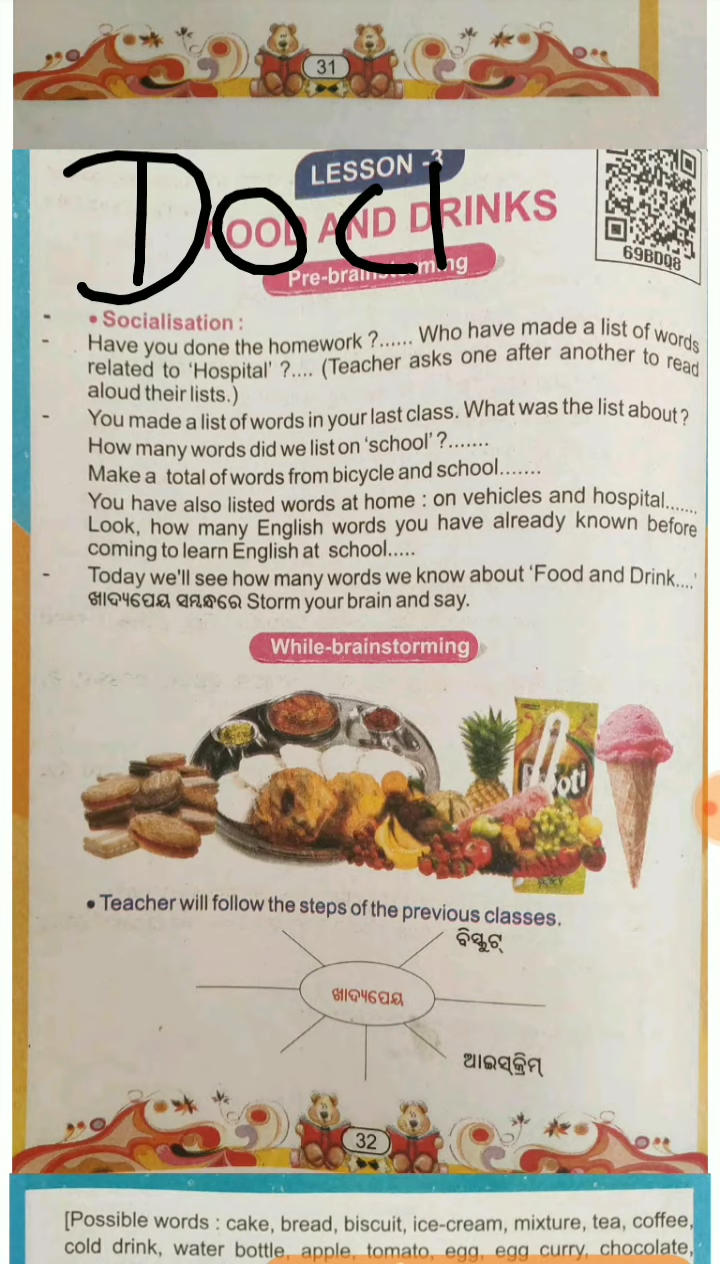 31
LESSON -3
FOOD AND DRINKS
Doc1
69BDQ8
Pre-brainstorming
• Socialisation :
- Have you done the homework ?...... Who have made a list of words
related to 'Hospital' ?.... (Teacher asks one after another to read
aloud their lists.)
- You made a list of words in your last class. What was the list about?
How many words did we list on 'school' ?.......
Make a total of words from bicycle and school.......
You have also listed words at home : on vehicles and hospital......
Look, how many English words you have already known before
coming to learn English at school.....
- Today we'll see how many words we know about 'Food and Drink....'
ଖାଦ୍ୟପେୟ ସମ୍ବନ୍ଧରେ Storm your brain and say.
While-brainstorming
• Teacher will follow the steps of the previous classes.
ବିସ୍କୁଟ୍
ଖାଦ୍ୟପେୟ
ଆଇସ୍‌କ୍ରିମ୍
32
[Possible words : cake, bread, biscuit, ice-cream, mixture, tea, coffee,
cold drink, water bottle, apple, tomato, egg, egg curry, chocolate,